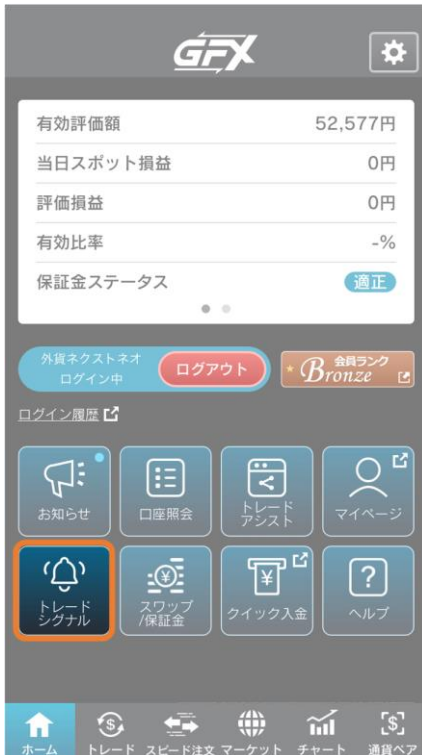 GFX
有効評価額 52,577円
当日スポット損益 0円
評価損益 0円
有効比率 -%
保証金ステータス 適正
外貨ネクストネオ
ログイン中
ログアウト
会員ランク
Bronze
ログイン履歴
お知らせ
口座照会
トレード
アシスト
マイページ
トレード
シグナル
スワップ
/保証金
クイック入金
ヘルプ
ホーム トレード スピード注文 マーケット チャート 通貨ペア